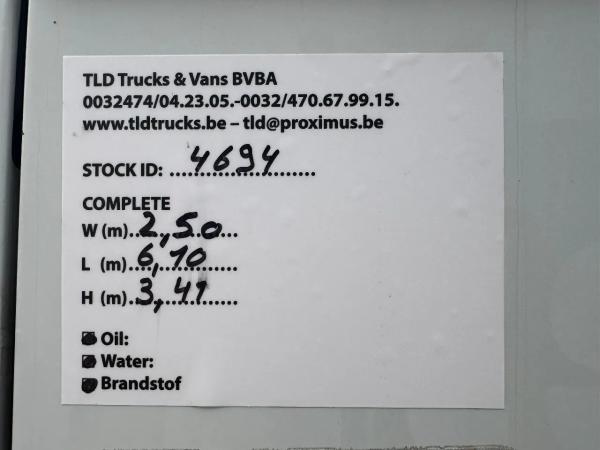 TLD Trucks & Vans BVBA
0032474/04.23.05.-0032/470.67.99.15.
www.tldtrucks.be – tld@proximus.be
STOCK ID: 4694
COMPLETE
W (m)..2,50...
L (m)...6,10...
H (m)..3,41...
Oil:
Water:
Brandstof